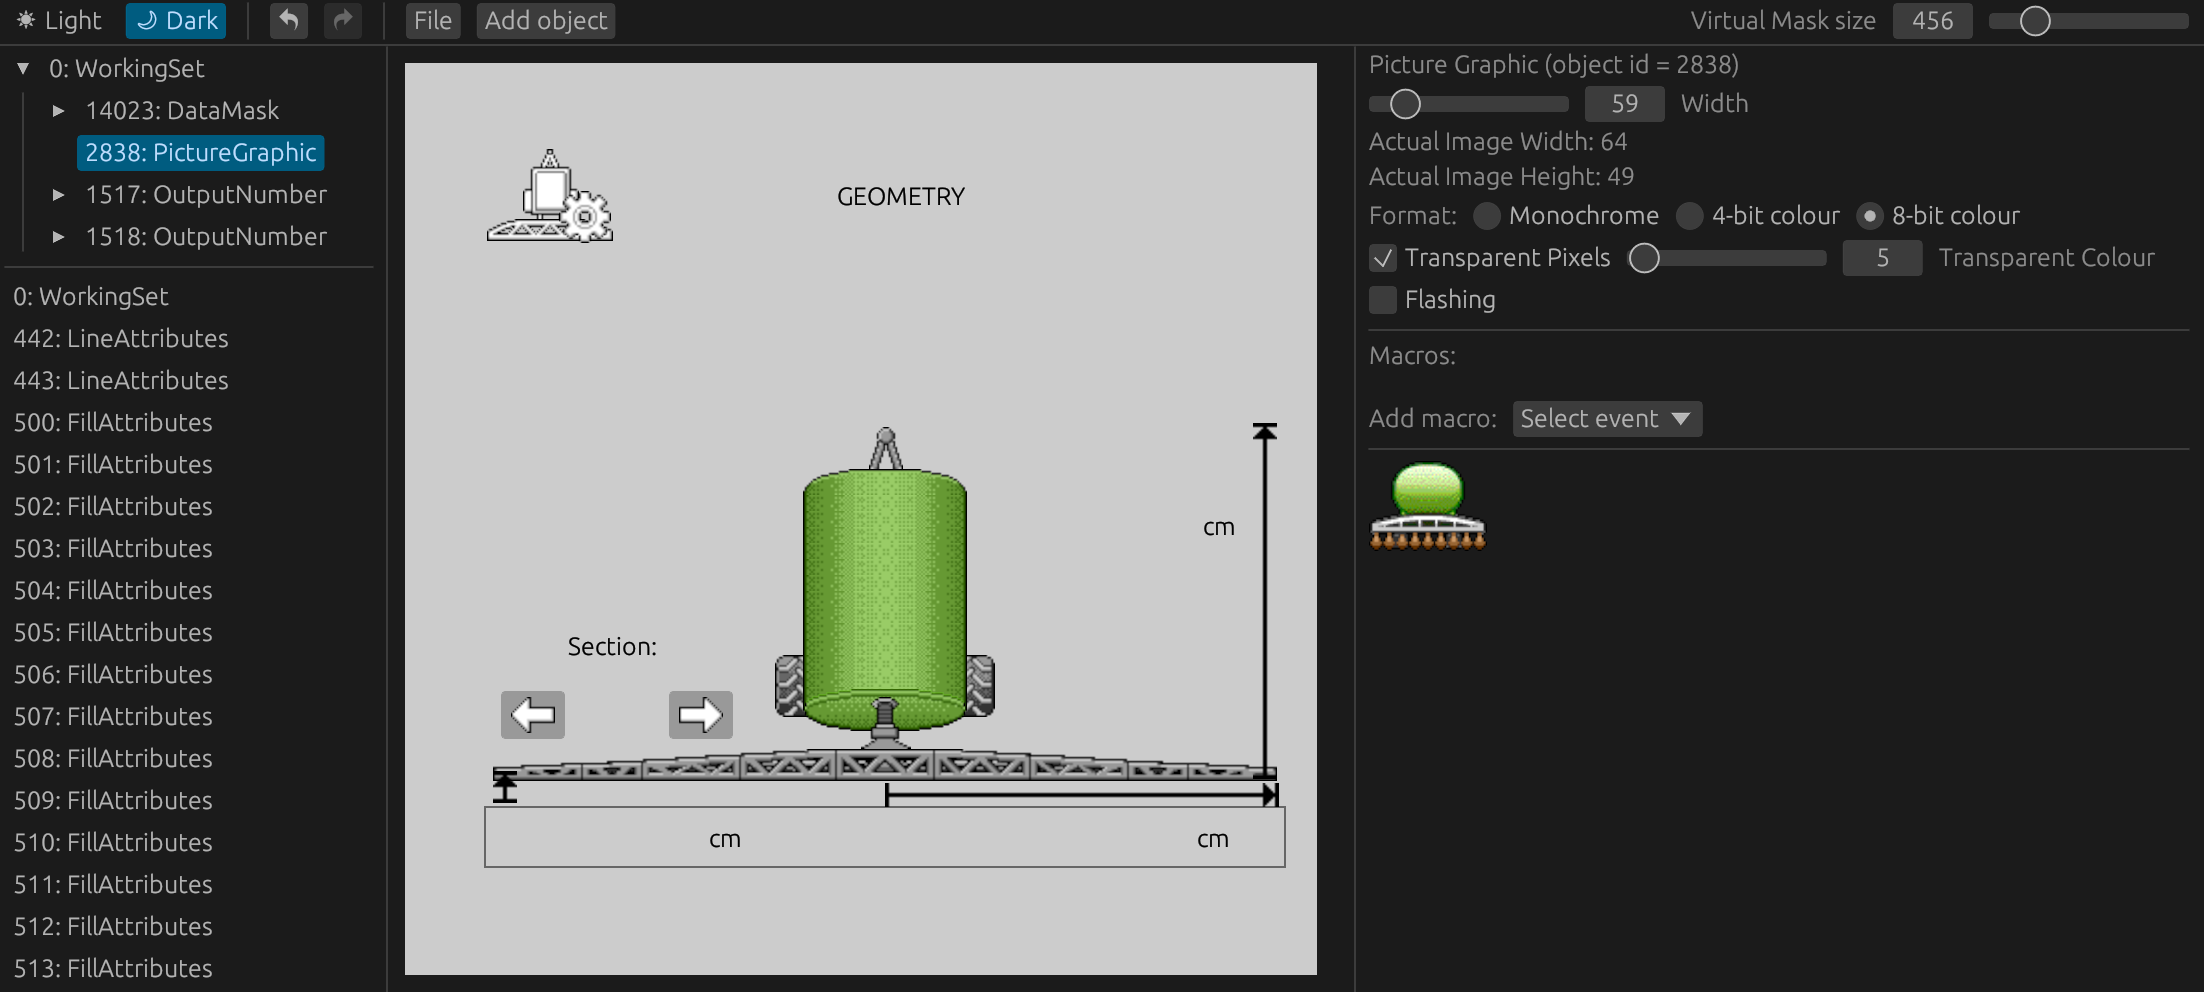 Light Dark File Add object Virtual Mask size 456
0: WorkingSet
14023: DataMask
2838: PictureGraphic
1517: OutputNumber
1518: OutputNumber
0: WorkingSet
442: LineAttributes
443: LineAttributes
500: FillAttributes
501: FillAttributes
502: FillAttributes
503: FillAttributes
504: FillAttributes
505: FillAttributes
506: FillAttributes
507: FillAttributes
508: FillAttributes
509: FillAttributes
510: FillAttributes
511: FillAttributes
512: FillAttributes
513: FillAttributes
GEOMETRY
cm
Section:
cm cm
Picture Graphic (object id = 2838)
59 Width
Actual Image Width: 64
Actual Image Height: 49
Format: Monochrome 4-bit colour 8-bit colour
Transparent Pixels 5 Transparent Colour
Flashing
Macros:
Add macro: Select event